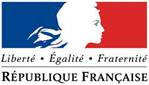 Liberté • Égalité • Fraternité
RÉPUBLIQUE FRANÇAISE